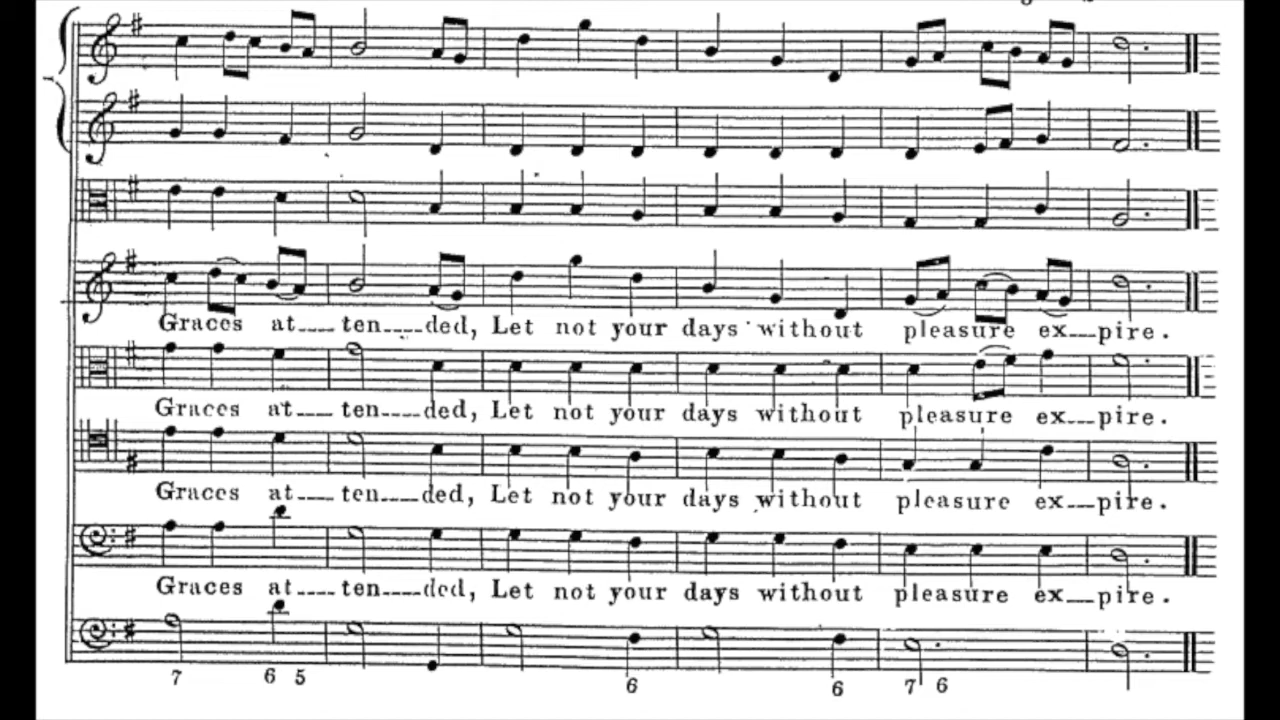 Graces at---- ten----ded, Let not your days without pleasure ex---pire.
Graces at---- ten----ded, Let not your days without pleasure ex---pire.
Graces at---- ten----ded, Let not your days without pleasure ex---pire.
Graces at---- ten----ded, Let not your days without pleasure ex---pire.
7 6 5 6 6 7 6